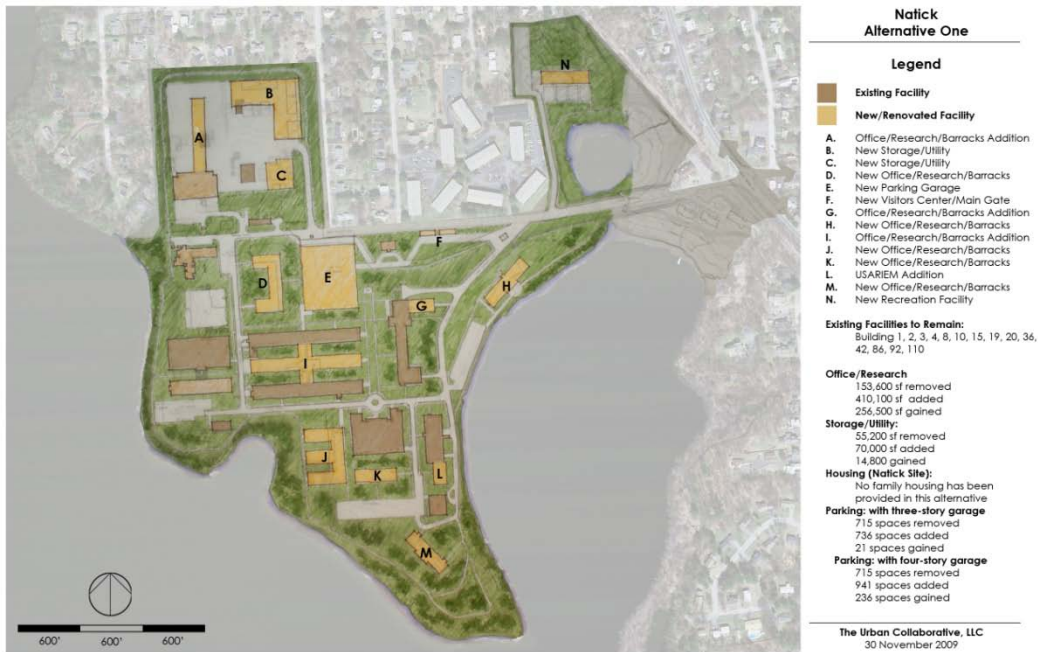 Natick
Alternative One
Legend
Existing Facility
New/Renovated Facility
A. Office/Research/Barracks Addition
B. New Storage/Utility
C. New Storage/Utility
D. New Office/Research/Barracks
E. New Parking Garage
F. New Visitors Center/Main Gate
G. Office/Research/Barracks Addition
H. New Office/Research/Barracks
I. Office/Research/Barracks Addition
J. New Office/Research/Barracks
K. New Office/Research/Barracks
L. USARIEM Addition
M. New Office/Research/Barracks
N. New Recreation Facility
Existing Facilities to Remain:
Building 1, 2, 3, 4, 8, 10, 15, 19, 20, 36,
42, 86, 92, 110
Office/Research
153,600 sf removed
410,100 sf added
256,500 sf gained
Storage/Utility:
55,200 sf removed
70,000 sf added
14,800 gained
Housing (Natick Site):
No family housing has been
provided in this alternative
Parking: with three-story garage
715 spaces removed
736 spaces added
21 spaces gained
Parking: with four-story garage
715 spaces removed
941 spaces added
236 spaces gained
The Urban Collaborative, LLC
30 November 2009
N
B
A
C
F
D
E
H
G
I
J
K
L
M
600' 600' 600'